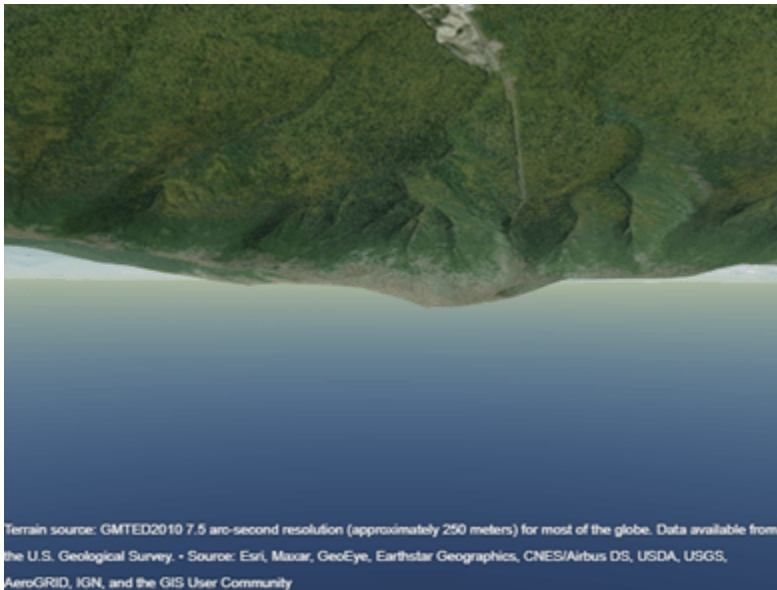 Terrain source: GMTED2010 7.5 arc-second resolution (approximately 250 meters) for most of the globe. Data available from
the U.S. Geological Survey. • Source: Esri, Maxar, GeoEye, Earthstar Geographics, CNES/Airbus DS, USDA, USGS,
AeroGRID, IGN, and the GIS User Community